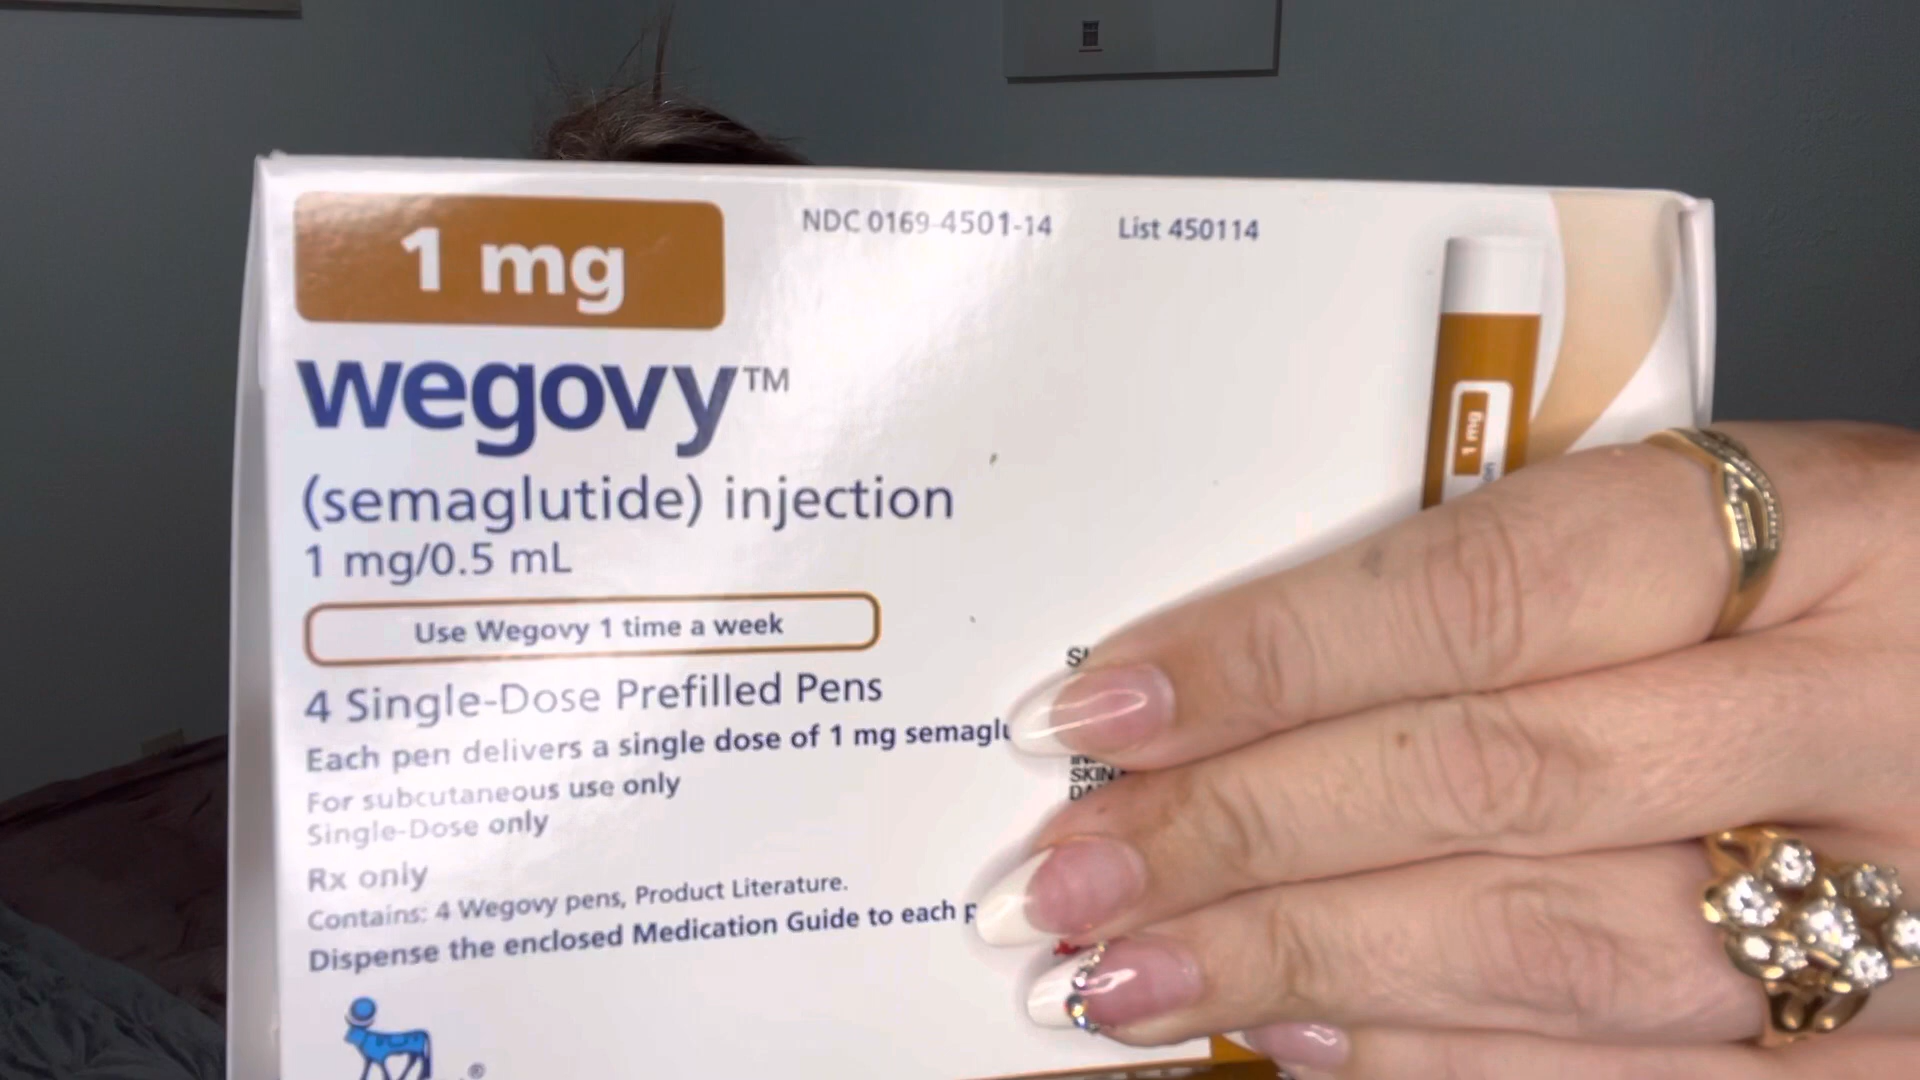 1 mg
NDC 0169-4501-14 List 450114
wegovy™
(semaglutide) injection
1 mg/0.5 mL
Use Wegovy 1 time a week
4 Single-Dose Prefilled Pens
Each pen delivers a single dose of 1 mg
For subcutaneous use only
Single-Dose only
Rx only
Contains: 4 Wegovy pens, Product Literature.
Dispense the enclosed Medication Guide to each
®
1 mg
SKIN